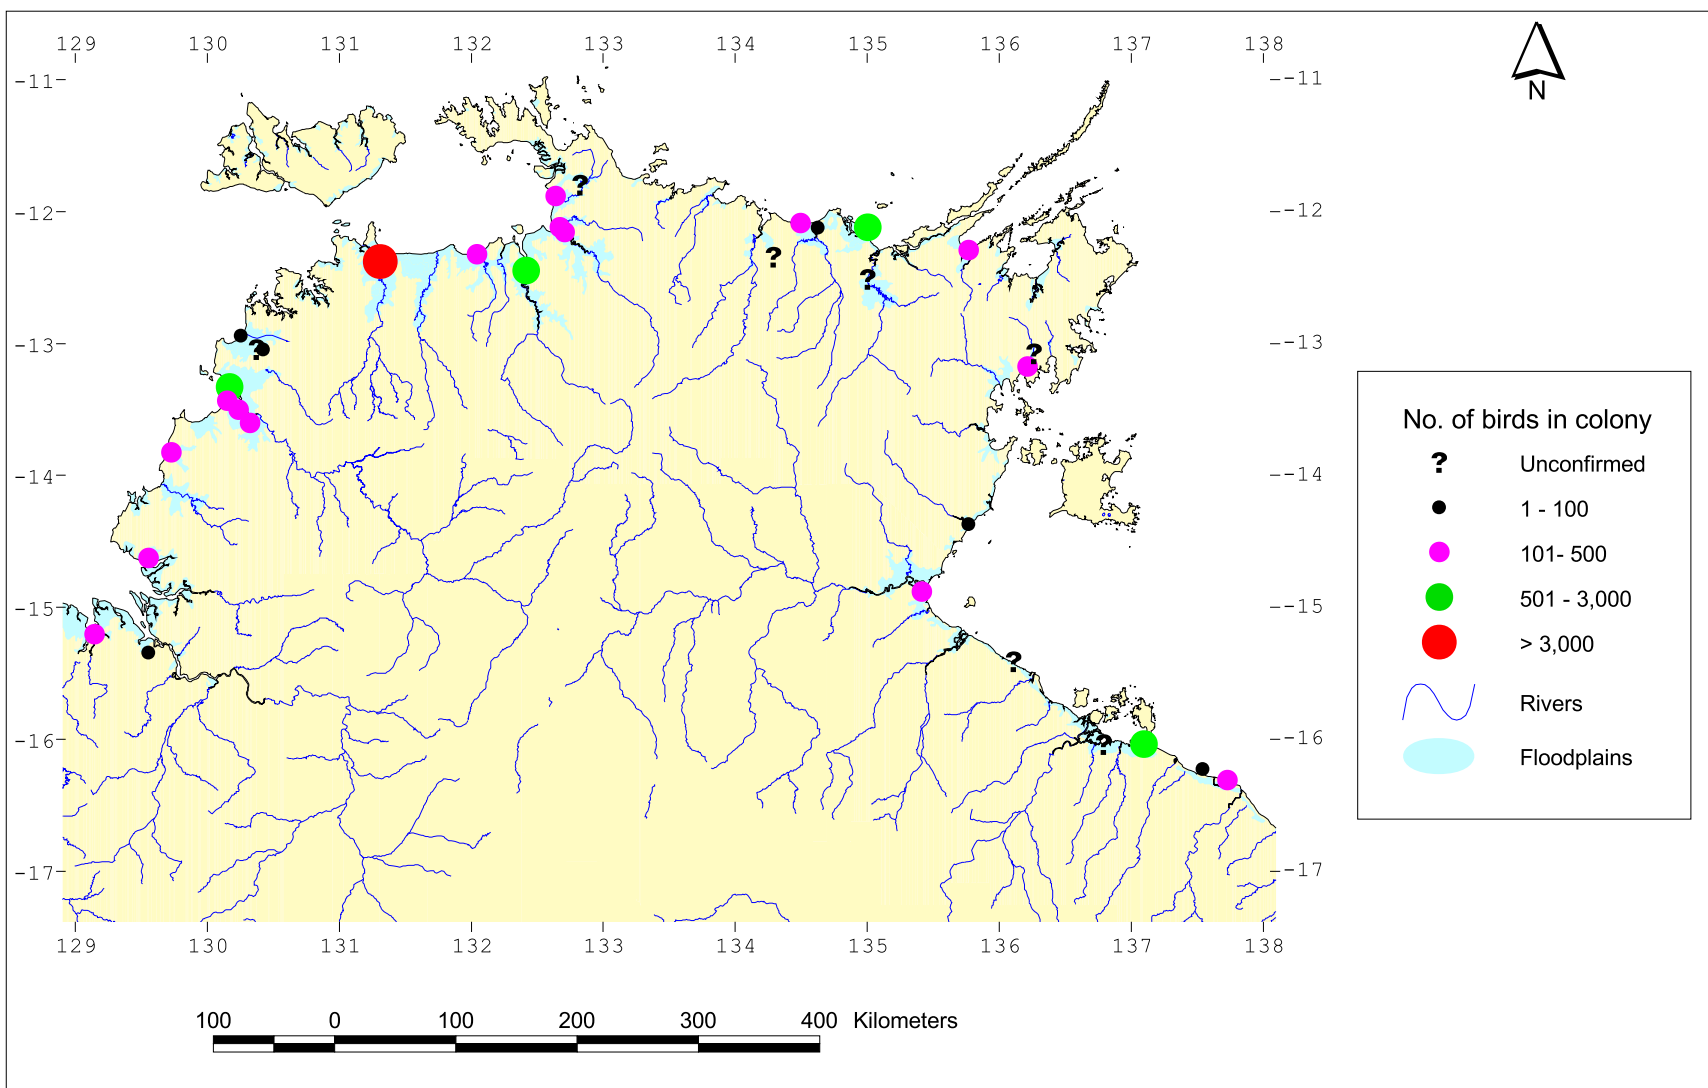 129 130 131 132 133 134 135 136 137 138
-11 -11
N
-12 -12
?
?
?
-13 -13
? ?
No. of birds in colony
? Unconfirmed
-14 -14
1 - 100
101- 500
-15 -15
501 - 3,000
> 3,000
?
Rivers
-16 -16
?
Floodplains
-17 -17
129 130 131 132 133 134 135 136 137 138
100 0 100 200 300 400 Kilometers